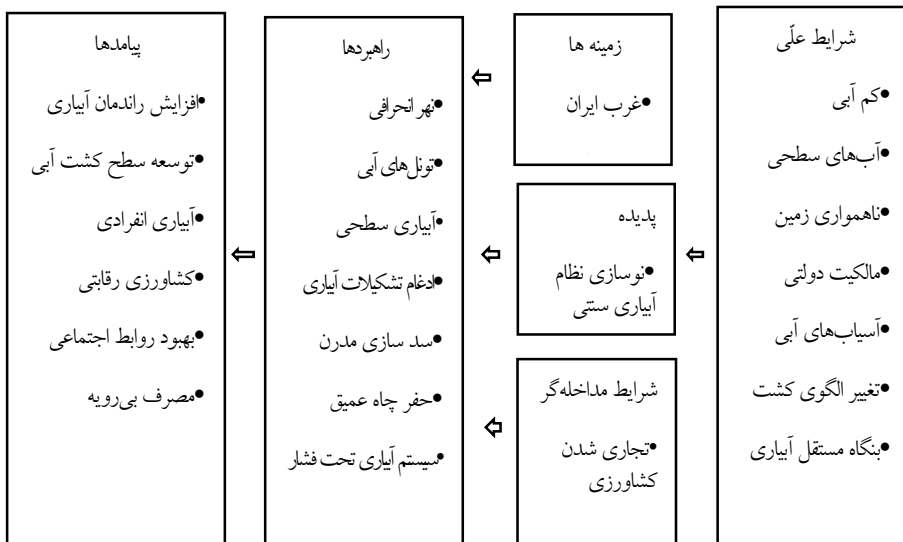 شرایط علّی
•کم آبی
•آب‌های سطحی
•ناهمواری زمین
•مالکیت دولتی
•آسیاب‌های آبی
•تغییر الگوی کشت
•بنگاه مستقل آبیاری
زمینه ها
•غرب ایران
پدیده
•نوسازی نظام
آبیاری سنتی
شرایط مداخله‌گر
•تجاری شدن
کشاورزی
راهبردها
•نهر انحرافی
•تونل‌های آبی
•آبیاری سطحی
•ادغام تشکیلات آبیاری
•سد سازی مدرن
•حفر چاه عمیق
•سیستم آبیاری تحت فشار
پیامدها
•افزایش راندمان آبیاری
•توسعه سطح کشت آبی
•آبیاری انفرادی
•کشاورزی رقابتی
•بهبود روابط اجتماعی
•مصرف بی‌رویه